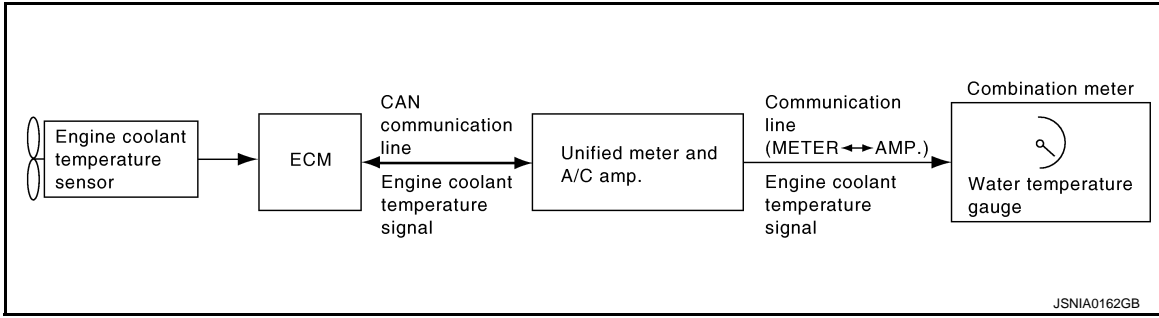 Engine coolant
temperature
sensor
ECM
CAN
communication
line
Engine coolant
temperature
signal
Unified meter and
A/C amp.
Communication
line
(METER↔AMP.)
Engine coolant
temperature
signal
Combination meter
Water temperature
gauge
JSNIA0162GB